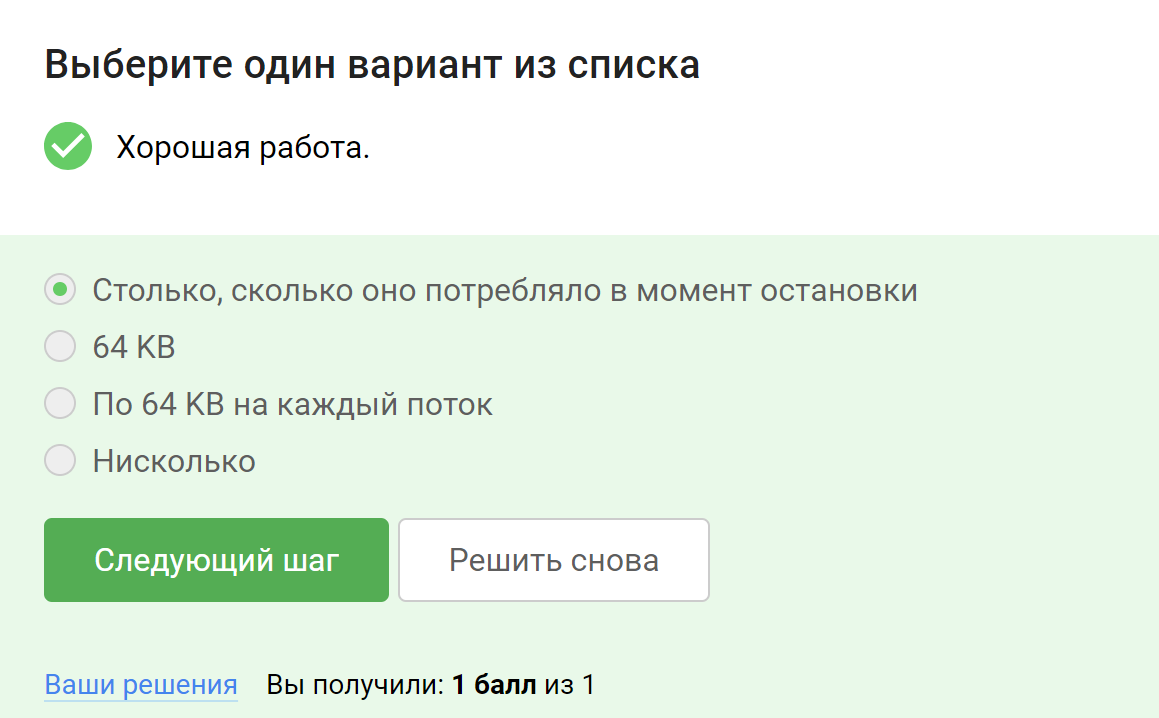 Выберите один вариант из списка
Хорошая работа.
Столько, сколько оно потребляло в момент остановки
64 KB
По 64 KB на каждый поток
Нисколько
Следующий шаг Решить снова
Ваши решения Вы получили: 1 балл из 1